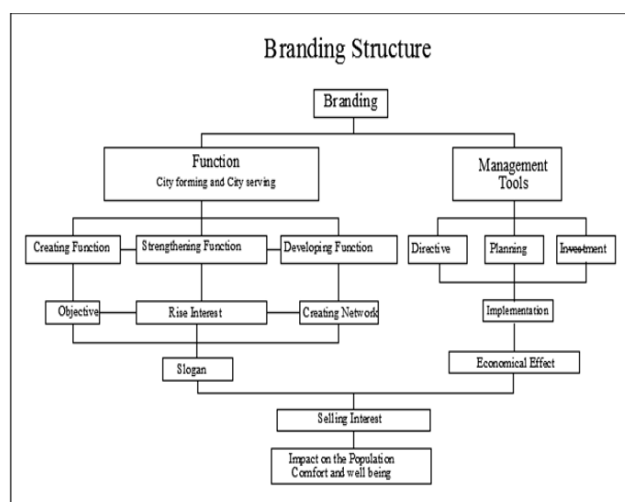 Branding Structure
Branding
Function
City forming and City serving
Management
Tools
Creating Function
Strengthening Function
Developing Function
Directive
Planning
Investment
Objective
Rise Interest
Creating Network
Implementation
Slogan
Economical Effect
Selling Interest
Impact on the Population
Comfort and well being